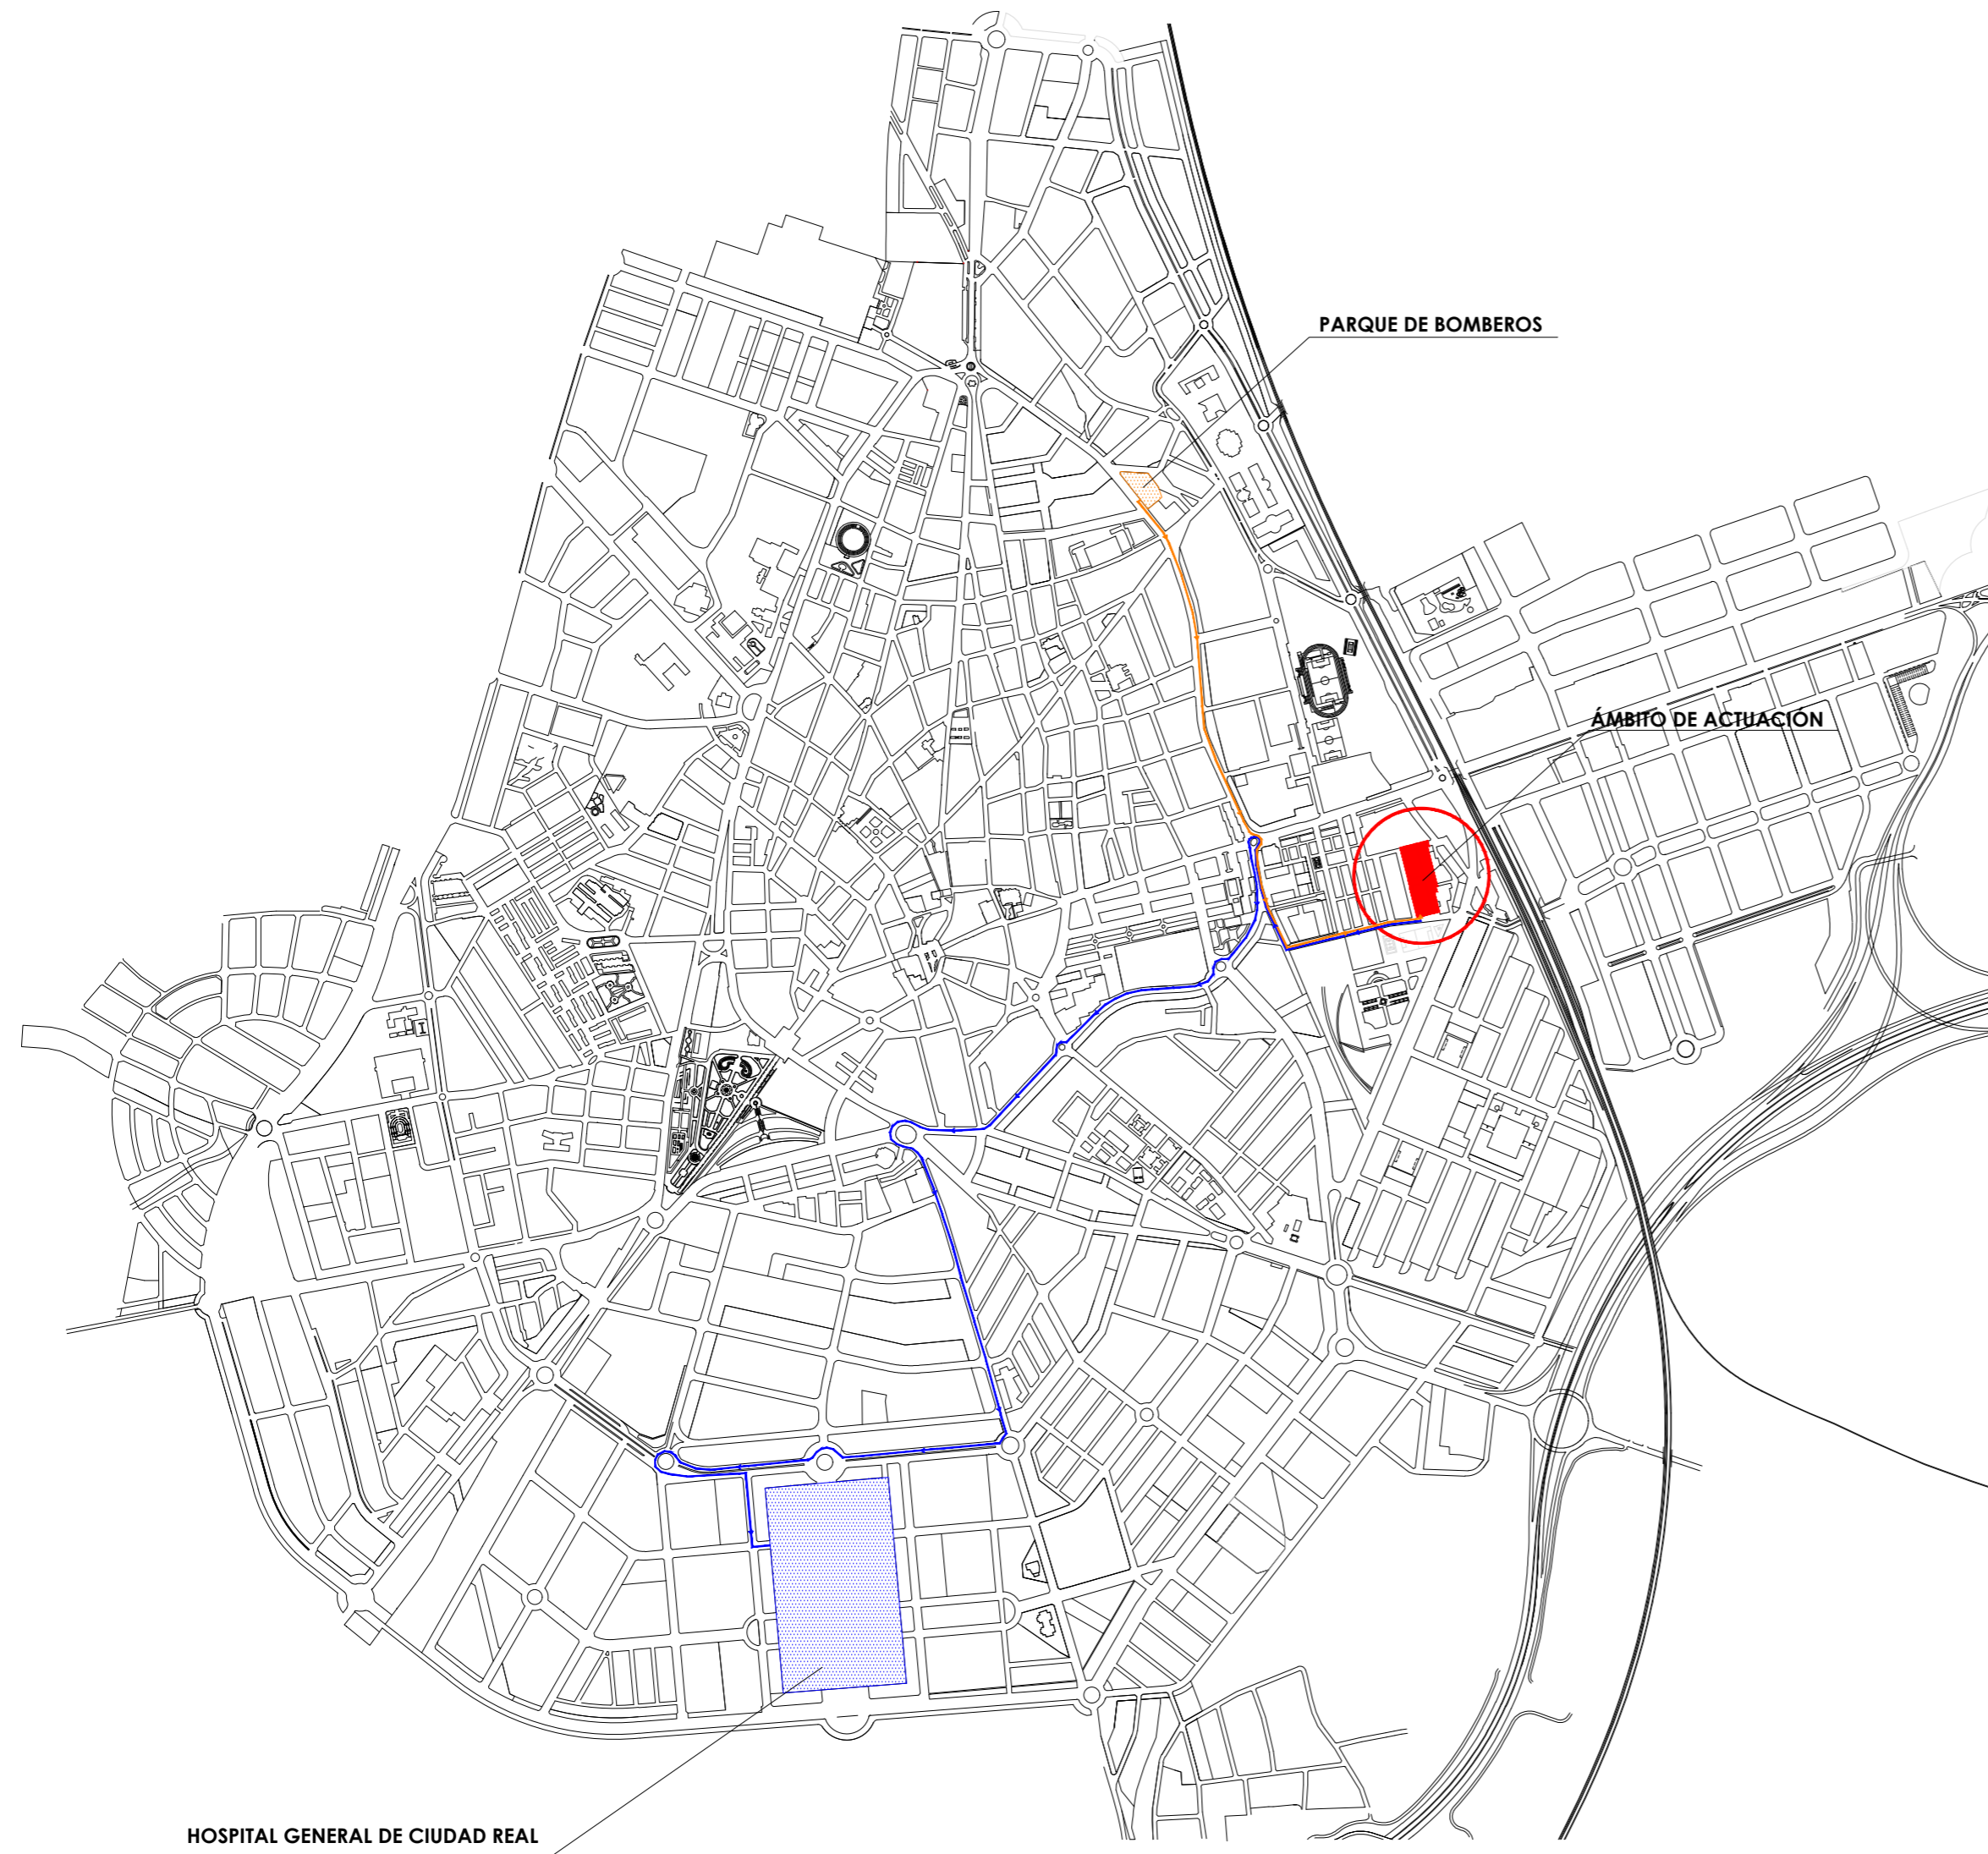 PARQUE DE BOMBEROS
ÁMBITO DE ACTUACIÓN
HOSPITAL GENERAL DE CIUDAD REAL